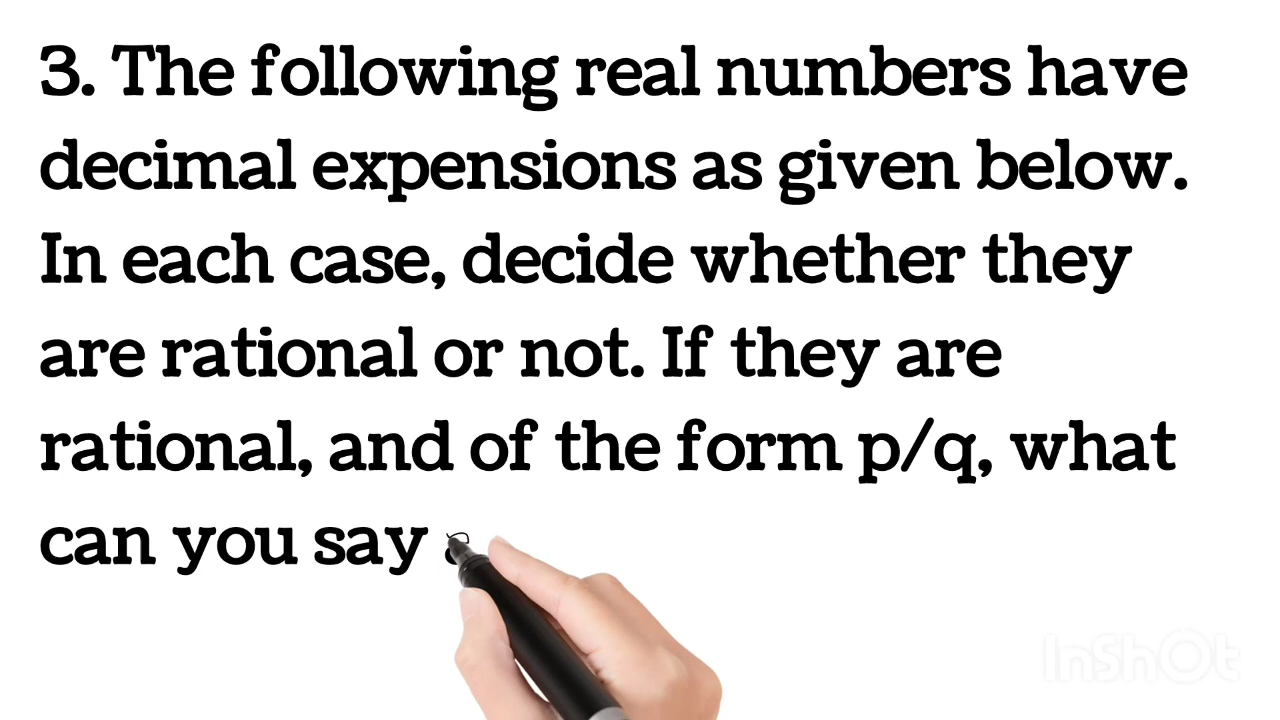 3. The following real numbers have
decimal expensions as given below.
In each case, decide whether they
are rational or not. If they are
rational, and of the form p/q, what
can you say
InShOt